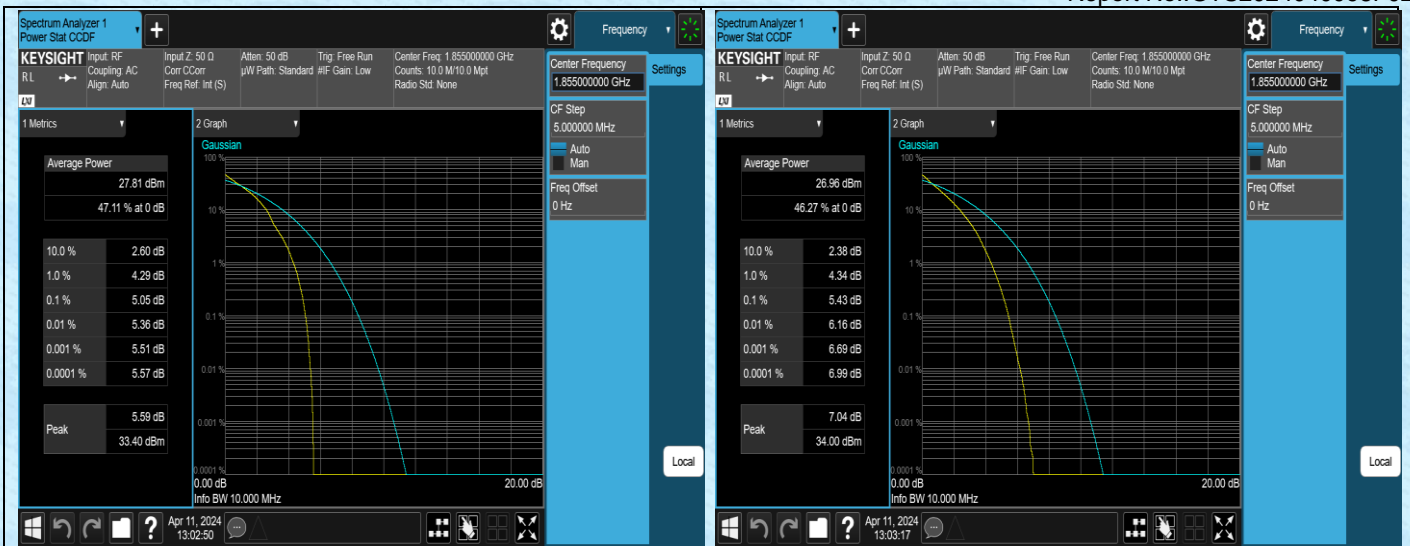 Spectrum Analyzer 1
Power Stat CCDF
Frequency
KEYSIGHT
R L
LXI
Input: RF
Coupling: AC
Align: Auto
Input Z: 50 Ω
Corr CCorr
Freq Ref: Int (S)
Atten: 50 dB
µW Path: Standard
Trig: Free Run
#IF Gain: Low
Center Freq: 1.855000000 GHz
Counts: 10.0 M/10.0 Mpt
Radio Std: None
Center Frequency
1.855000000 GHz
Settings
CF Step
5.000000 MHz
Auto
Man
Freq Offset
0 Hz
1 Metrics
2 Graph
Average Power
27.81 dBm
47.11 % at 0 dB
10.0 % 2.60 dB
1.0 % 4.29 dB
0.1 % 5.05 dB
0.01 % 5.36 dB
0.001 % 5.51 dB
0.0001 % 5.57 dB
Peak
5.59 dB
33.40 dBm
Gaussian
100 %
10 %
1 %
0.1 %
0.01 %
0.001 %
0.0001 %
0.00 dB 20.00 dB
Info BW 10.000 MHz
Local
Apr 11, 2024
13:02:50
Spectrum Analyzer 1
Power Stat CCDF
Frequency
KEYSIGHT
R L
LXI
Input: RF
Coupling: AC
Align: Auto
Input Z: 50 Ω
Corr CCorr
Freq Ref: Int (S)
Atten: 50 dB
µW Path: Standard
Trig: Free Run
#IF Gain: Low
Center Freq: 1.855000000 GHz
Counts: 10.0 M/10.0 Mpt
Radio Std: None
Center Frequency
1.855000000 GHz
Settings
CF Step
5.000000 MHz
Auto
Man
Freq Offset
0 Hz
1 Metrics
2 Graph
Average Power
26.96 dBm
46.27 % at 0 dB
10.0 % 2.38 dB
1.0 % 4.34 dB
0.1 % 5.43 dB
0.01 % 6.16 dB
0.001 % 6.69 dB
0.0001 % 6.99 dB
Peak
7.04 dB
34.00 dBm
Gaussian
100 %
10 %
1 %
0.1 %
0.01 %
0.001 %
0.0001 %
0.00 dB 20.00 dB
Info BW 10.000 MHz
Local
Apr 11, 2024
13:03:17